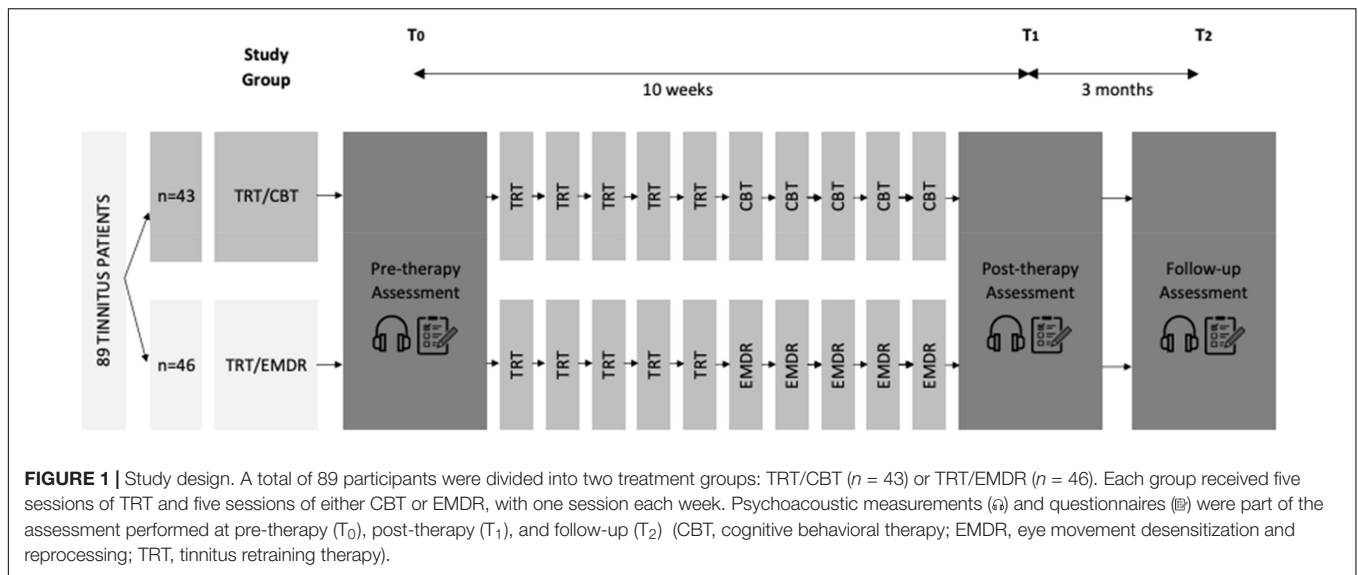 T0 T1 T2
Study
Group
10 weeks
3 months
89 TINNITUS PATIENTS
n=43
TRT/CBT
TRT
TRT
TRT
TRT
TRT
CBT
CBT
CBT
CBT
CBT
Pre-therapy
Assessment
Post-therapy
Assessment
Follow-up
Assessment
n=46
TRT/EMDR
TRT
TRT
TRT
TRT
TRT
EMDR
EMDR
EMDR
EMDR
EMDR
FIGURE 1 | Study design. A total of 89 participants were divided into two treatment groups: TRT/CBT (n = 43) or TRT/EMDR (n = 46). Each group received five
sessions of TRT and five sessions of either CBT or EMDR, with one session each week. Psychoacoustic measurements (🎧) and questionnaires (📝) were part of the
assessment performed at pre-therapy (T0), post-therapy (T1), and follow-up (T2) (CBT, cognitive behavioral therapy; EMDR, eye movement desensitization and
reprocessing; TRT, tinnitus retraining therapy).